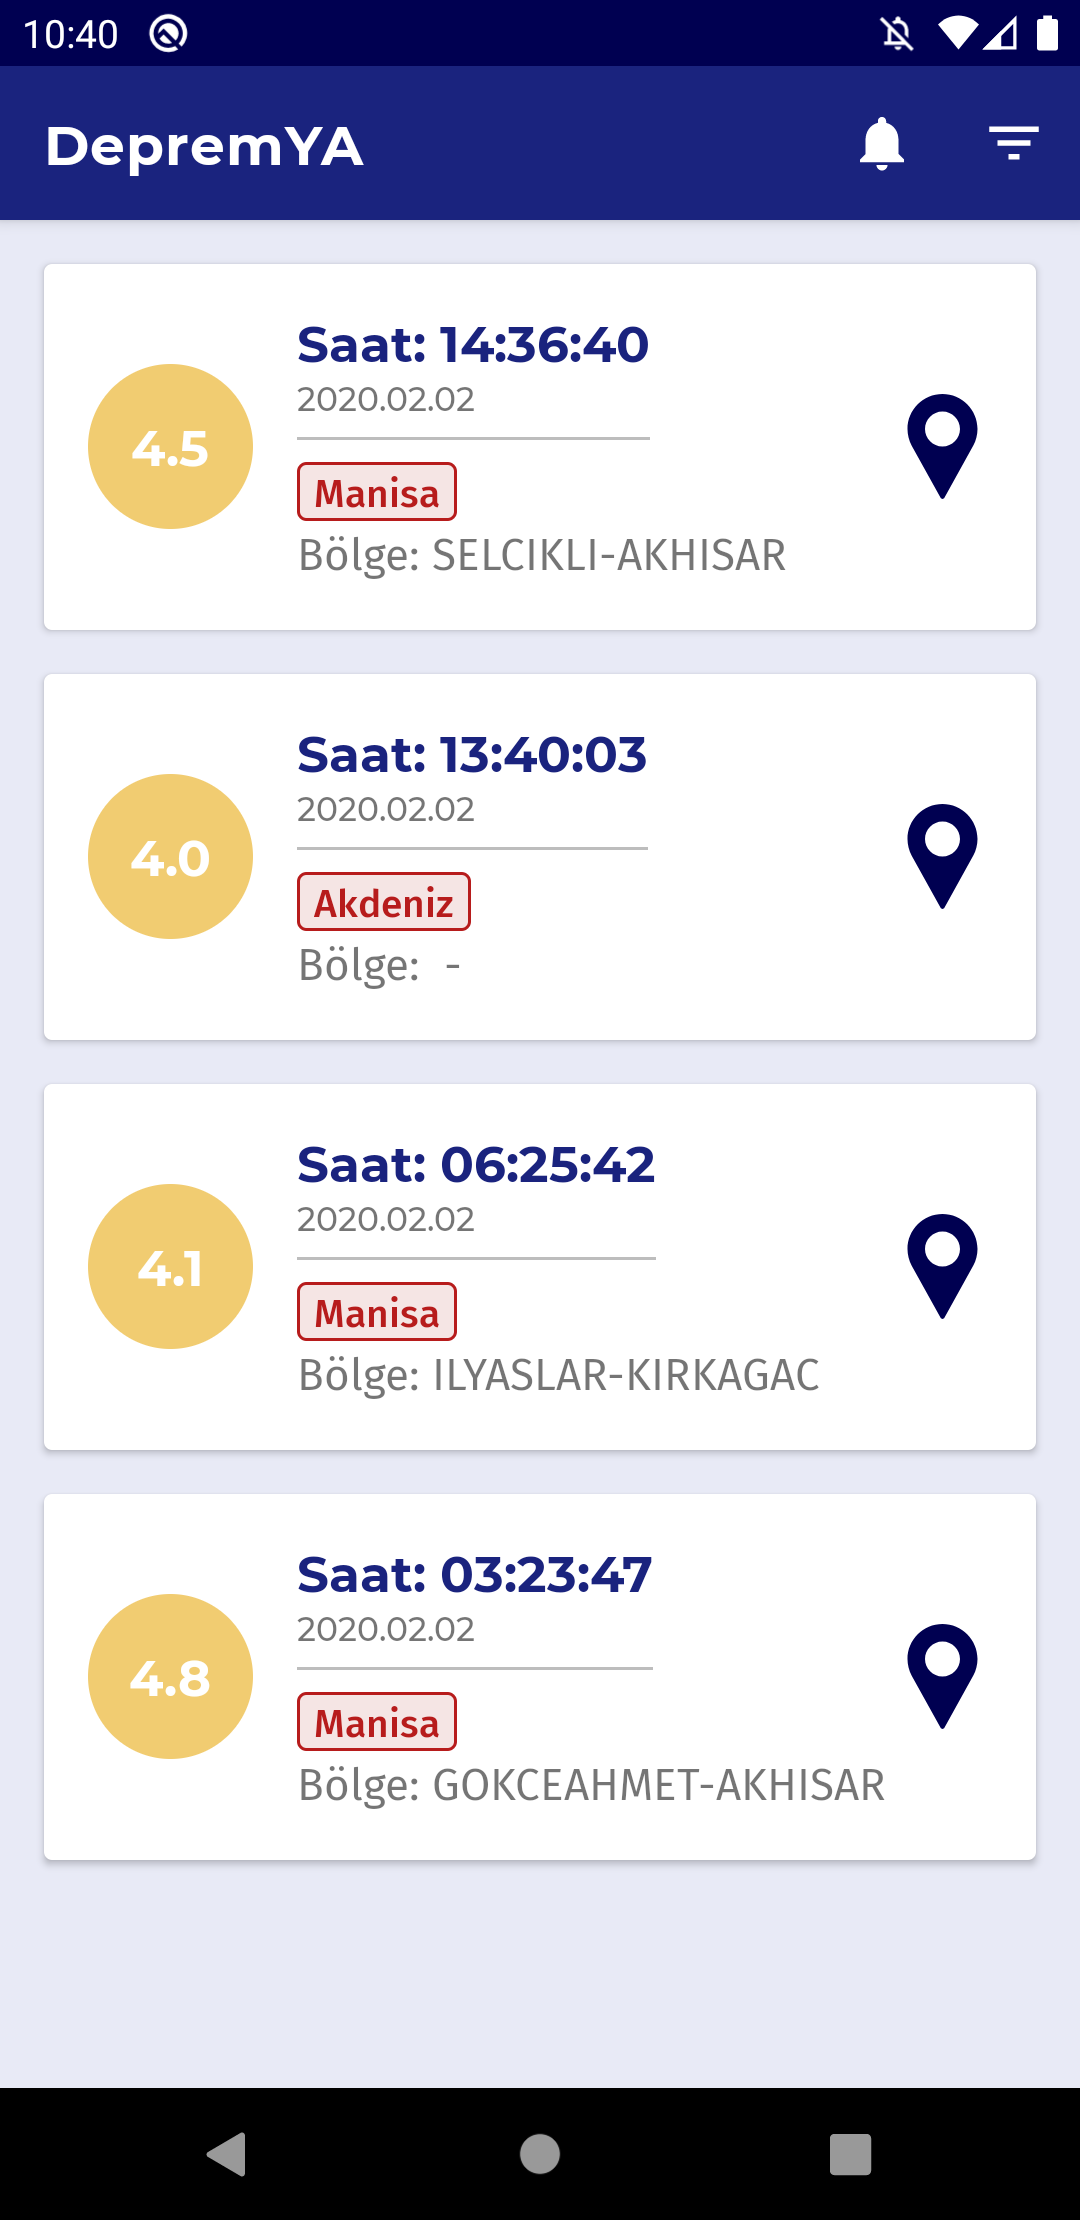 10:40
DepremYA
Saat: 14:36:40
2020.02.02
4.5
Manisa
Bölge: SELCIKLI-AKHISAR
Saat: 13:40:03
2020.02.02
4.0
Akdeniz
Bölge: -
Saat: 06:25:42
2020.02.02
4.1
Manisa
Bölge: ILYASLAR-KIRKAGAC
Saat: 03:23:47
2020.02.02
4.8
Manisa
Bölge: GOKCEAHMET-AKHISAR